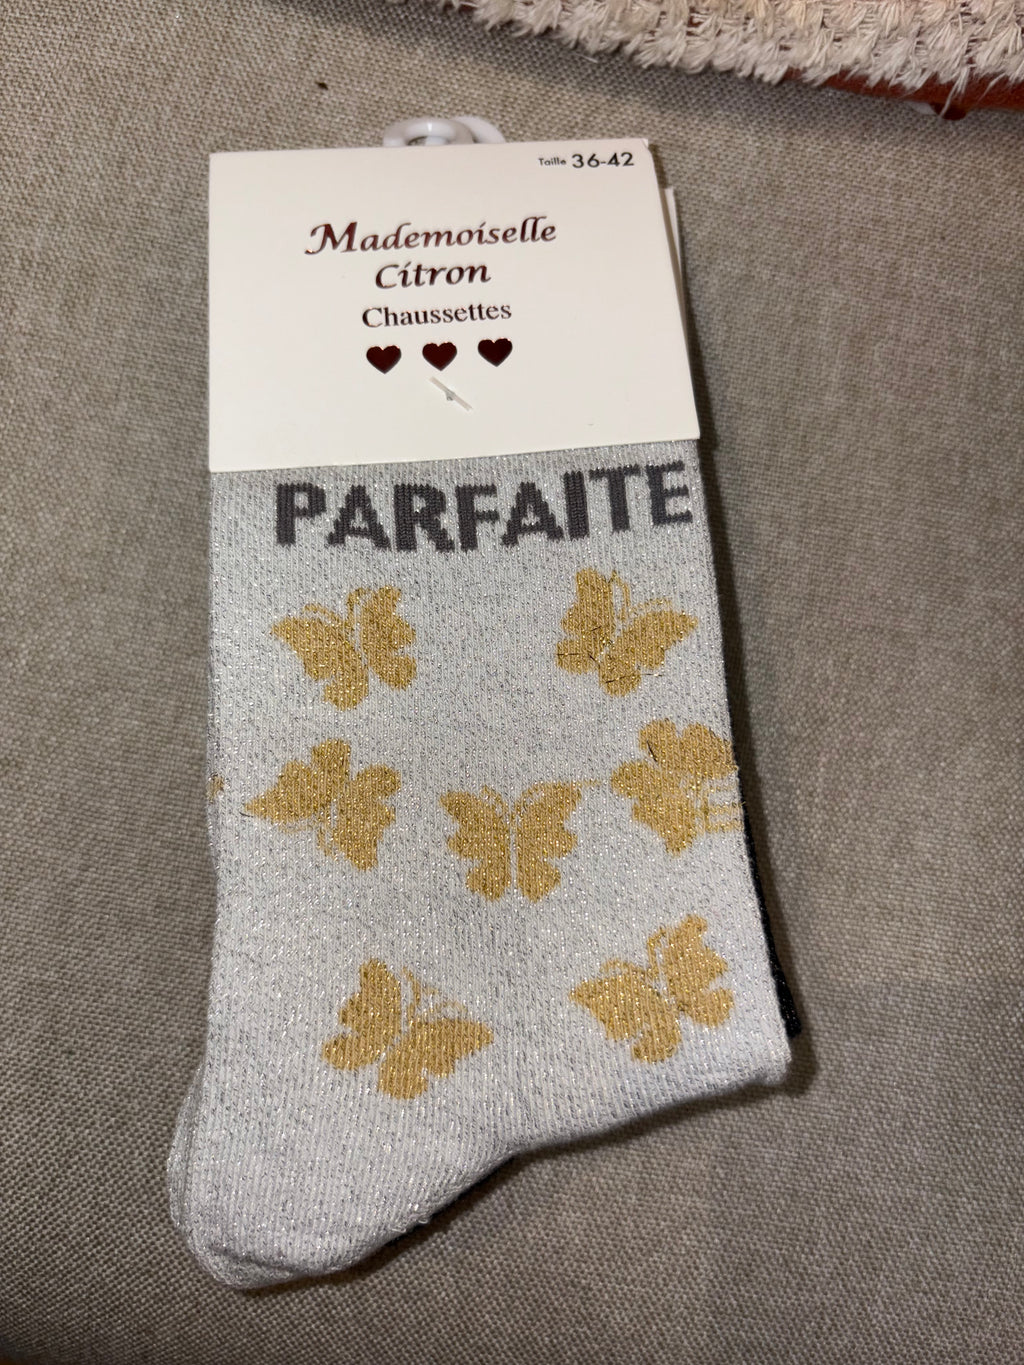 Taille 36-42
Mademoiselle
Citron
Chaussettes
PARFAITE